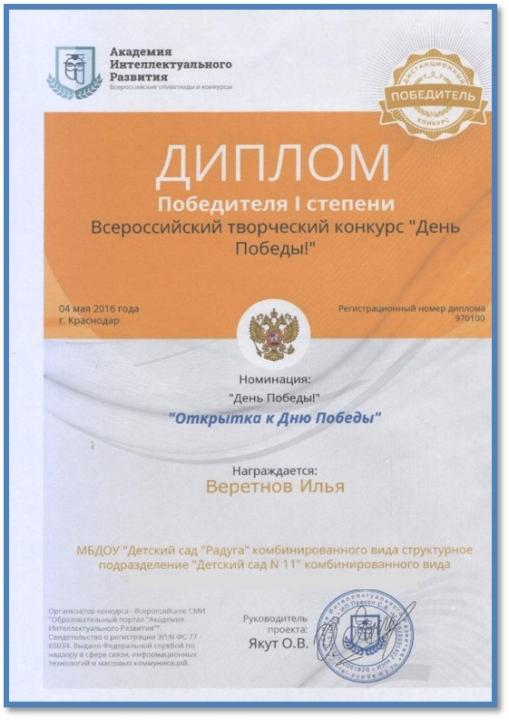 Академия
Интеллектуального
Развития
Всероссийские олимпиады и конкурсы
ДИСТАНЦИОННЫЙ
ПОБЕДИТЕЛЬ
КОНКУРС
ДИПЛОМ
Победителя I степени
Всероссийский творческий конкурс "День
Победы!"
04 мая 2016 года
г. Краснодар
Регистрационный номер диплома
970100
Номинация:
"День Победы!"
"Открытка к Дню Победы"
Награждается:
Веретнов Илья
МБДОУ "Детский сад "Радуга" комбинированного вида структурное
подразделение "Детский сад N 11" комбинированного вида
Организатор конкурса - Всероссийское СМИ
"Образовательный портал "Академия
Интеллектуального Развития"".
Свидетельство о регистрации ЭЛ N ФС 77 -
65034. Выдано Федеральной службой по
надзору в сфере связи, информационных
технологий и массовых коммуникаций.
Руководитель
проекта:
Якут О.В.